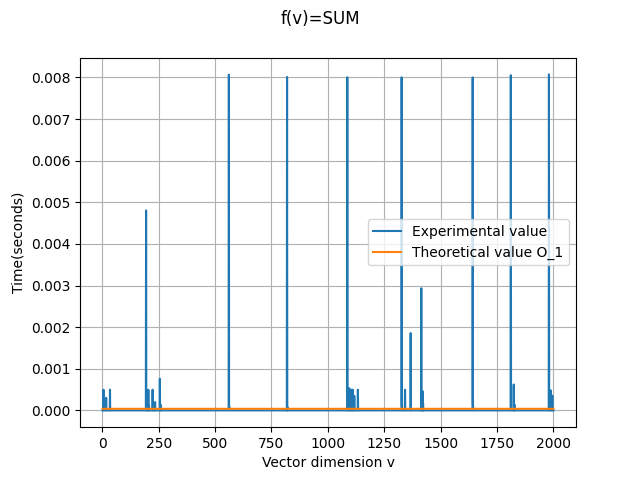 f(v)=SUM
0.008
0.007
0.006
0.005
0.004
0.003
0.002
0.001
0.000
Time(seconds)
Experimental value
Theoretical value O_1
0 250 500 750 1000 1250 1500 1750 2000
Vector dimension v